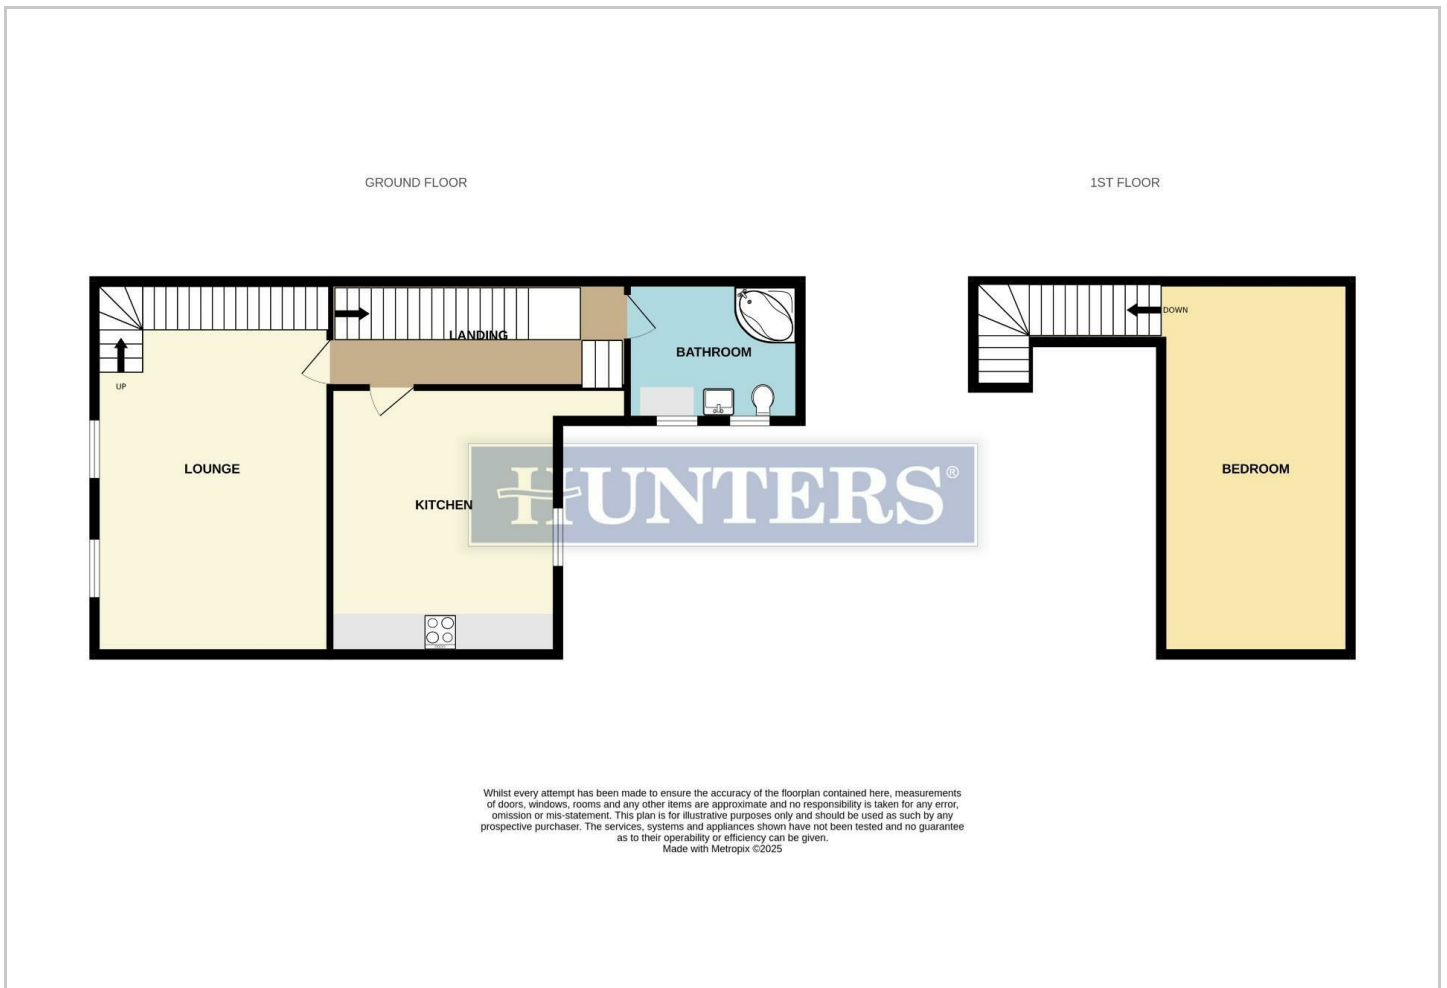 GROUND FLOOR
1ST FLOOR
DOWN
LANDING
BATHROOM
UP
LOUNGE
BEDROOM
KITCHEN
HUNTERS®
Whilst every attempt has been made to ensure the accuracy of the floorplan contained here, measurements
of doors, windows, rooms and any other items are approximate and no responsibility is taken for any error,
omission or mis-statement. This plan is for illustrative purposes only and should be used as such by any
prospective purchaser. The services, systems and appliances shown have not been tested and no guarantee
as to their operability or efficiency can be given.
Made with Metropix ©2025